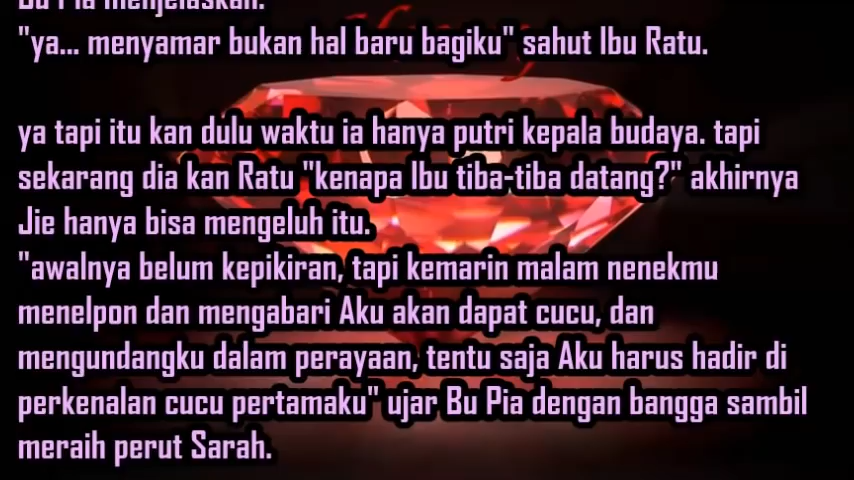 Bu Pia menjelaskan.
"ya... menyamar bukan hal baru bagiku" sahut Ibu Ratu.
ya tapi itu kan dulu waktu ia hanya putri kepala budaya. tapi
sekarang dia kan Ratu "kenapa Ibu tiba-tiba datang?" akhirnya
Jie hanya bisa mengeluh itu.
"awalnya belum kepikiran, tapi kemarin malam nenekmu
menelpon dan mengabari Aku akan dapat cucu, dan
mengundangku dalam perayaan, tentu saja Aku harus hadir di
perkenalan cucu pertamaku" ujar Bu Pia dengan bangga sambil
meraih perut Sarah.